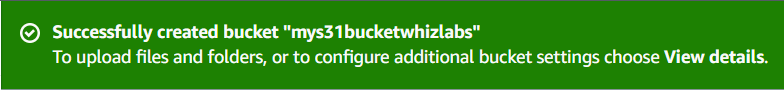 Successfully created bucket "mys31bucketwhizlabs"
To upload files and folders, or to configure additional bucket settings choose View details.